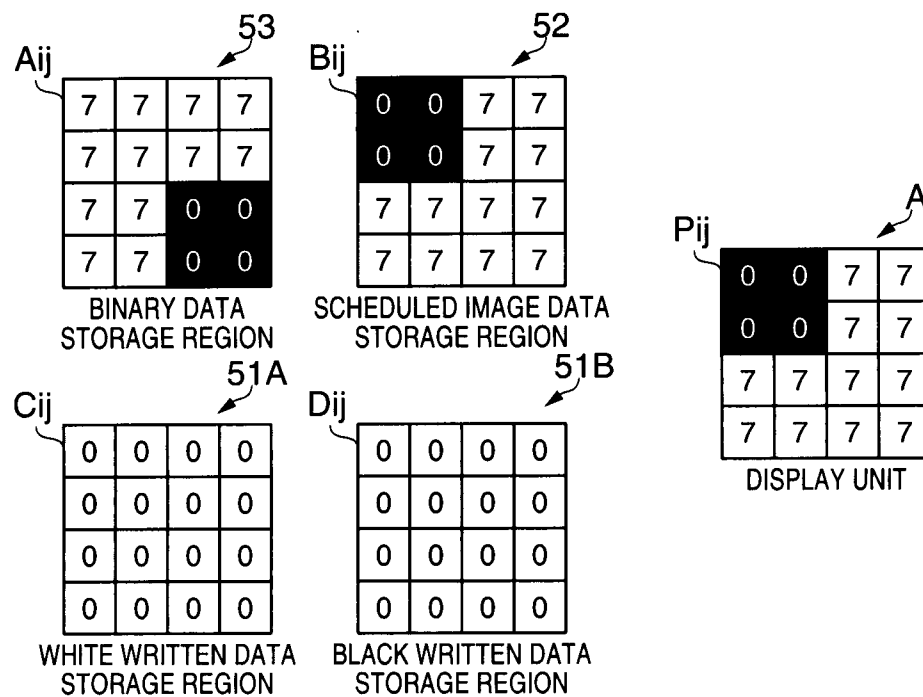 53
Aij
7 7 7 7
7 7 7 7
7 7 0 0
7 7 0 0
BINARY DATA
STORAGE REGION
52
Bij
0 0 7 7
0 0 7 7
7 7 7 7
7 7 7 7
SCHEDULED IMAGE DATA
STORAGE REGION
A
Pij
0 0 7 7
0 0 7 7
7 7 7 7
7 7 7 7
DISPLAY UNIT
51A
Cij
0 0 0 0
0 0 0 0
0 0 0 0
0 0 0 0
WHITE WRITTEN DATA
STORAGE REGION
51B
Dij
0 0 0 0
0 0 0 0
0 0 0 0
0 0 0 0
BLACK WRITTEN DATA
STORAGE REGION